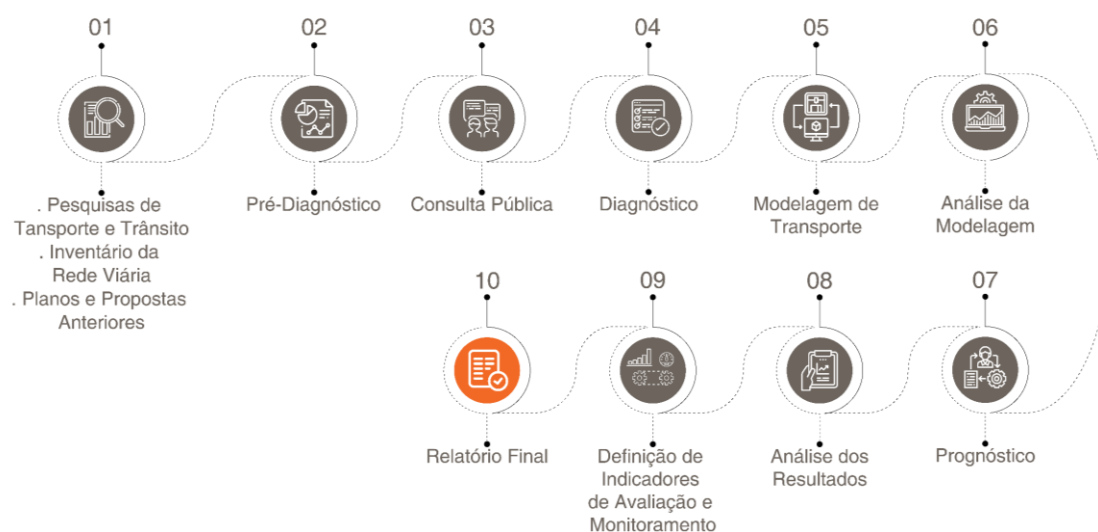 01
. Pesquisas de
Tansporte e Trânsito
. Inventário da
Rede Viária
. Planos e Propostas
Anteriores
02
Pré-Diagnóstico
03
Consulta Pública
04
Diagnóstico
05
Modelagem de
Transporte
06
Análise da
Modelagem
07
Prognóstico
08
Análise dos
Resultados
09
Definição de
Indicadores
de Avaliação e
Monitoramento
10
Relatório Final